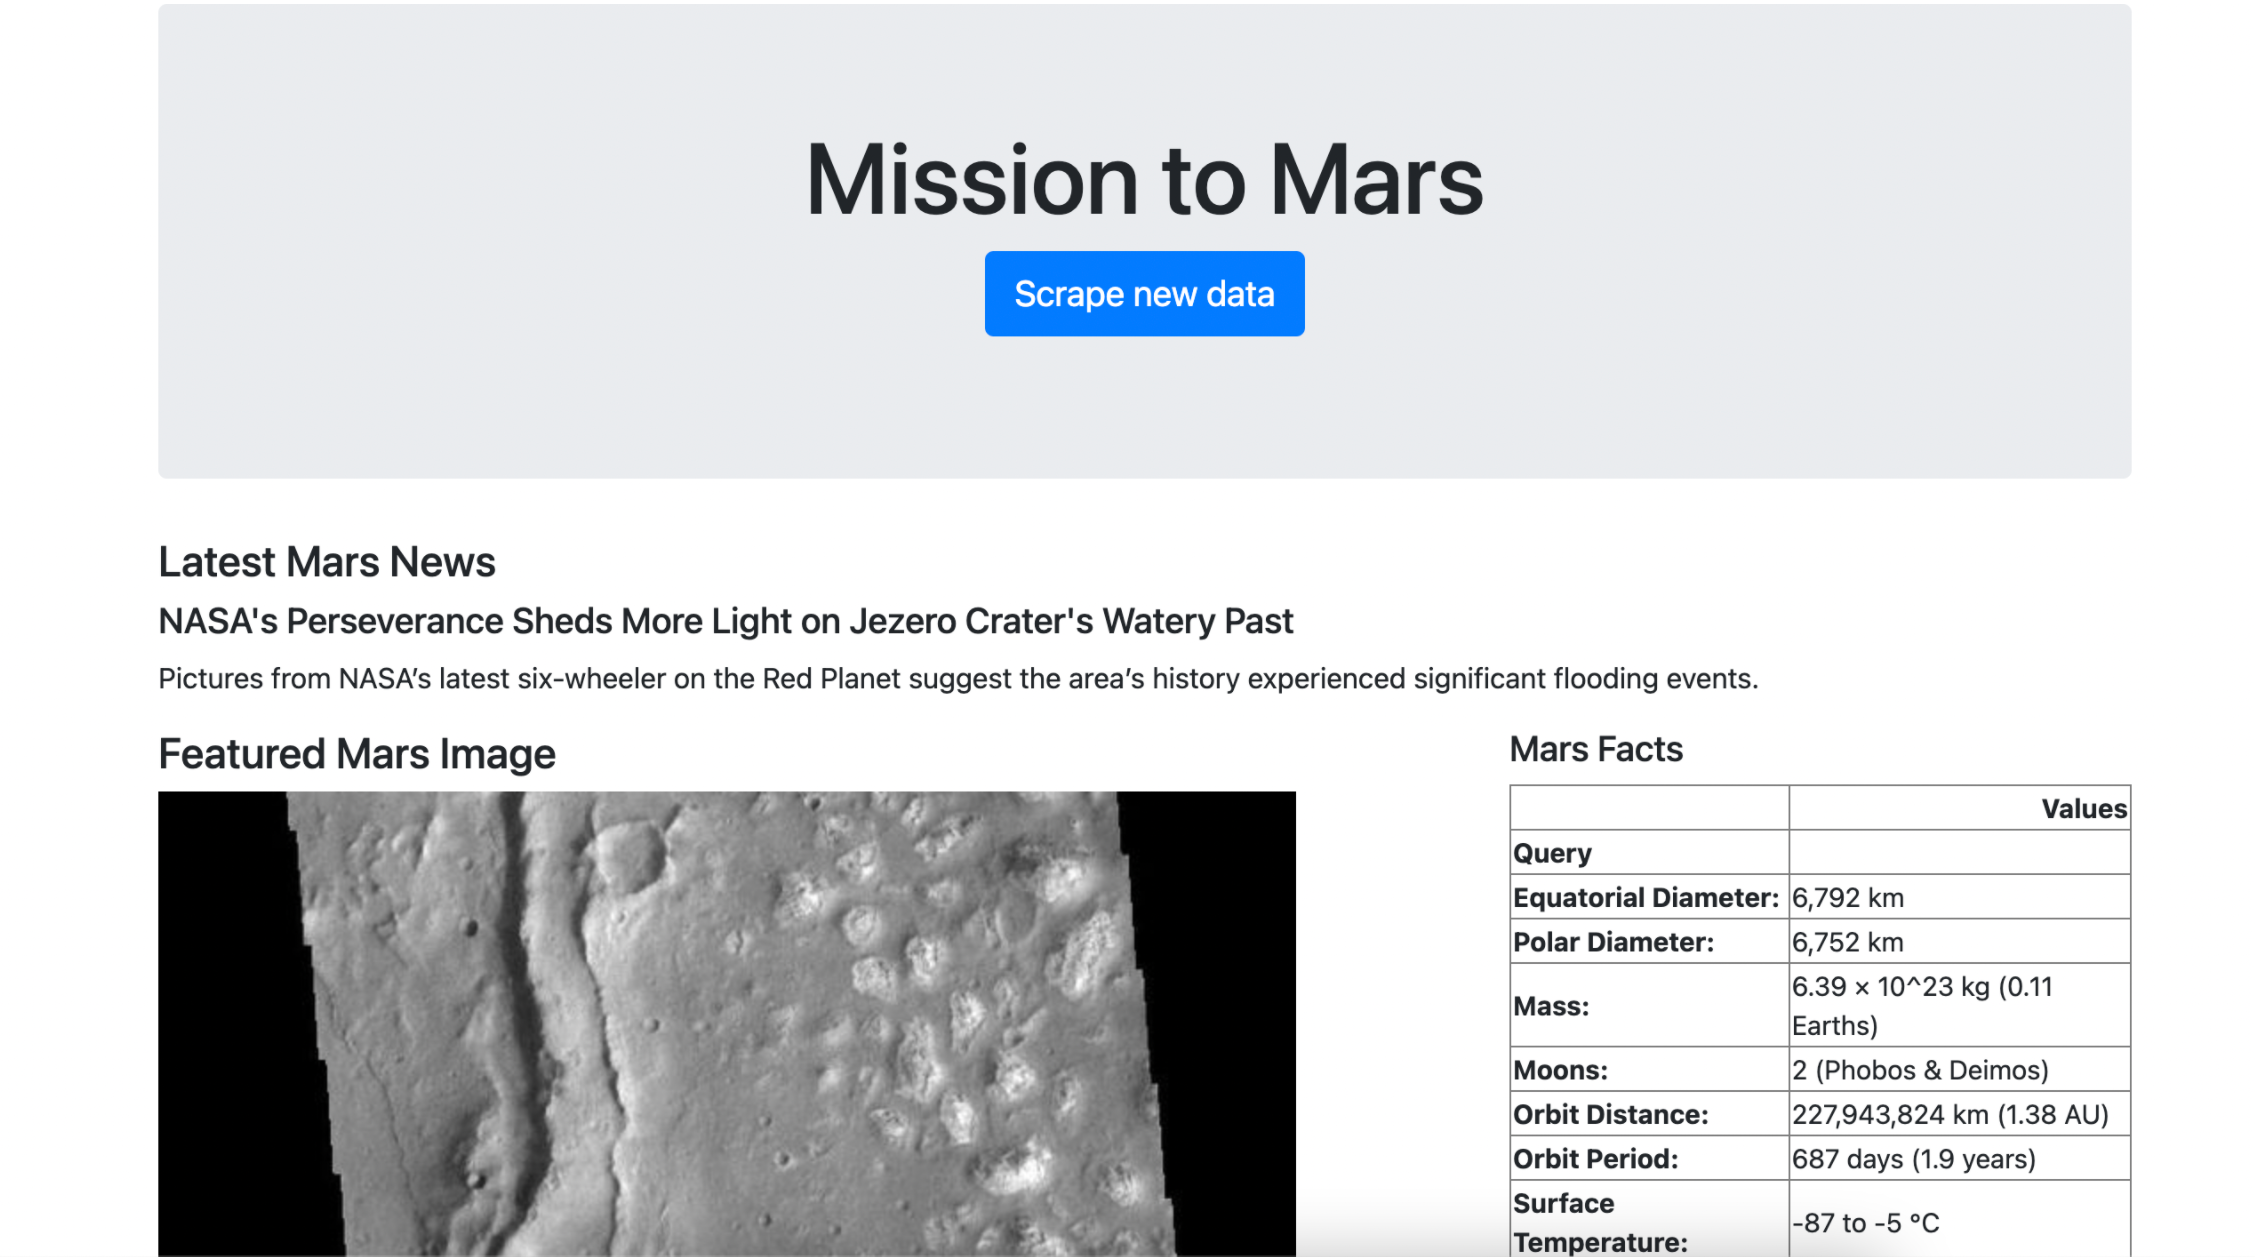 Mission to Mars
Scrape new data
Latest Mars News
NASA's Perseverance Sheds More Light on Jezero Crater's Watery Past
Pictures from NASA’s latest six-wheeler on the Red Planet suggest the area’s history experienced significant flooding events.
Featured Mars Image
Mars Facts
Values
Query
Equatorial Diameter: 6,792 km
Polar Diameter: 6,752 km
Mass: 6.39 × 10^23 kg (0.11
Earths)
Moons: 2 (Phobos & Deimos)
Orbit Distance: 227,943,824 km (1.38 AU)
Orbit Period: 687 days (1.9 years)
Surface
Temperature: -87 to -5 °C